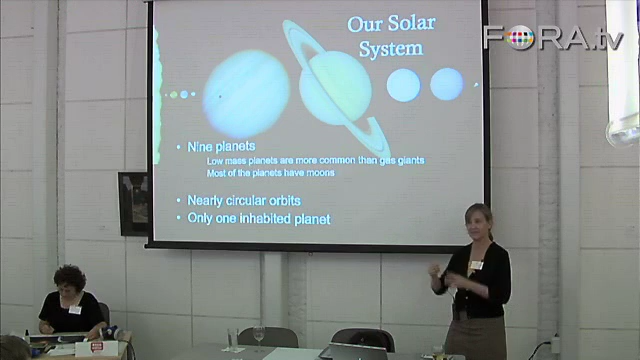 Our Solar
System
FORA.tv
• Nine planets
Low mass planets are more common than gas giants
Most of the planets have moons
• Nearly circular orbits
• Only one inhabited planet